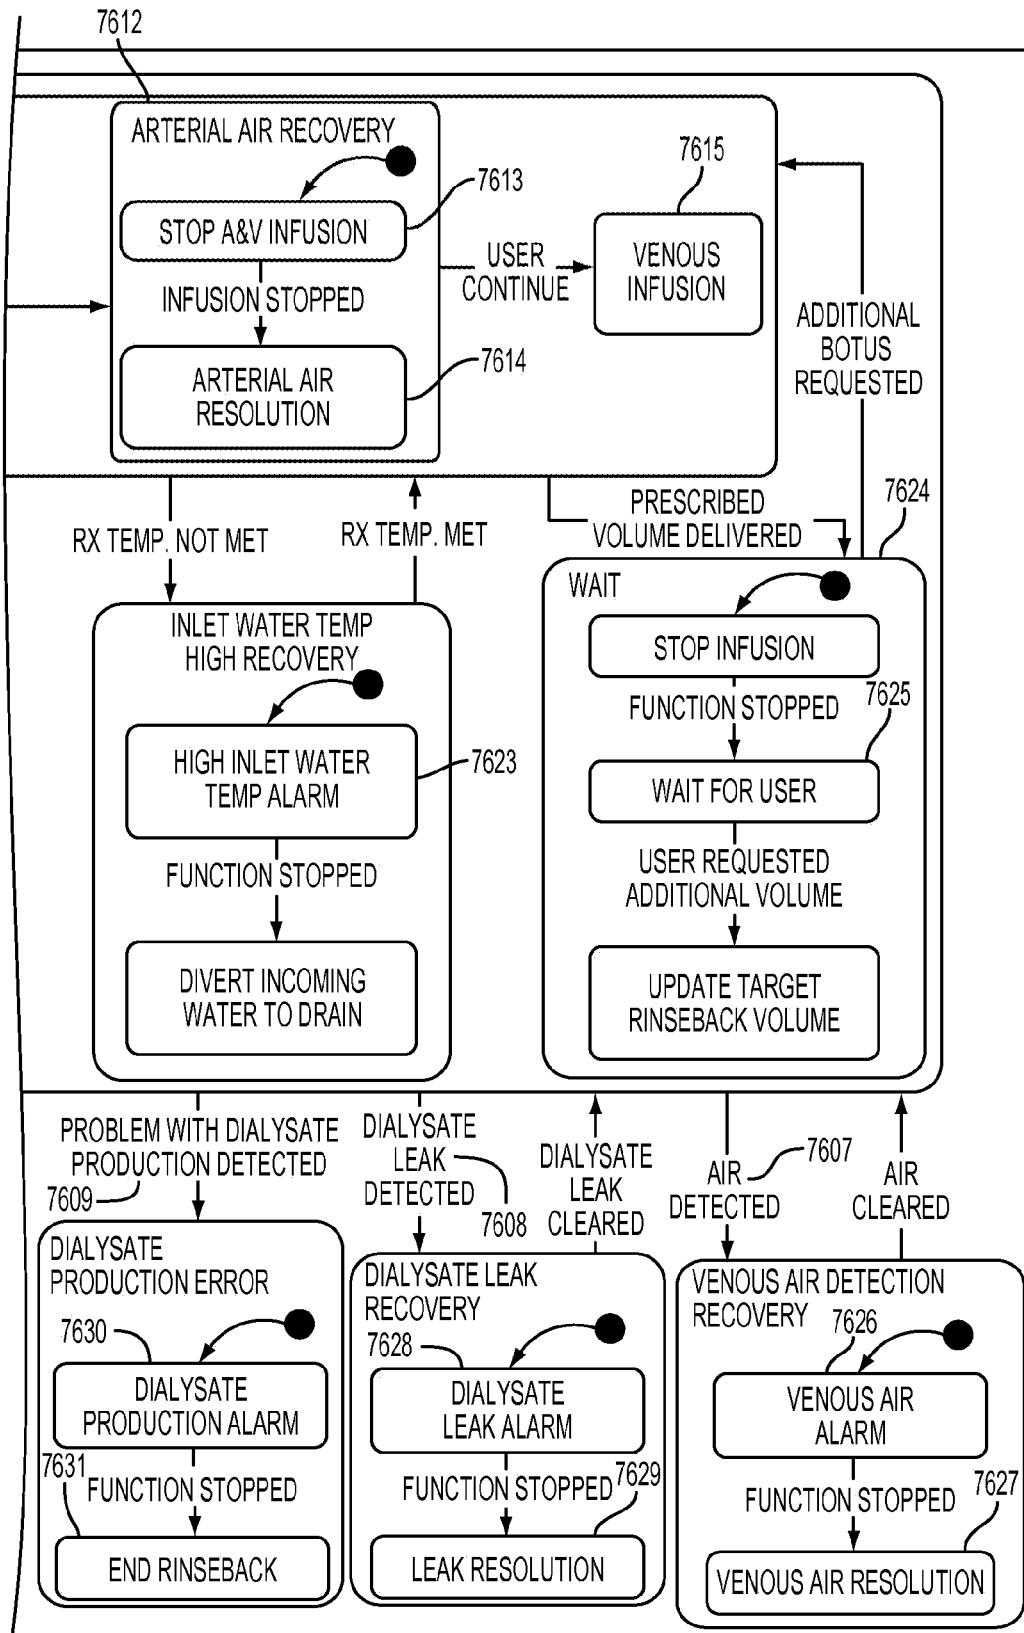 7612
ARTERIAL AIR RECOVERY
7613
STOP A&V INFUSION
INFUSION STOPPED
7614
ARTERIAL AIR
RESOLUTION
USER
CONTINUE
7615
VENOUS
INFUSION
ADDITIONAL
BOTUS
REQUESTED
RX TEMP. NOT MET
RX TEMP. MET
PRESCRIBED
VOLUME DELIVERED
7624
INLET WATER TEMP
HIGH RECOVERY
HIGH INLET WATER
TEMP ALARM
7623
FUNCTION STOPPED
DIVERT INCOMING
WATER TO DRAIN
WAIT
STOP INFUSION
FUNCTION STOPPED
7625
WAIT FOR USER
USER REQUESTED
ADDITIONAL VOLUME
UPDATE TARGET
RINSEBACK VOLUME
PROBLEM WITH DIALYSATE
PRODUCTION DETECTED
7609
DIALYSATE
LEAK
DETECTED
7608
DIALYSATE
LEAK
CLEARED
AIR
DETECTED
7607
AIR
CLEARED
DIALYSATE
PRODUCTION ERROR
7630
DIALYSATE
PRODUCTION ALARM
7631
FUNCTION STOPPED
END RINSEBACK
DIALYSATE LEAK
RECOVERY
7628
DIALYSATE
LEAK ALARM
FUNCTION STOPPED
7629
LEAK RESOLUTION
VENOUS AIR DETECTION
RECOVERY
7626
VENOUS AIR
ALARM
FUNCTION STOPPED
7627
VENOUS AIR RESOLUTION